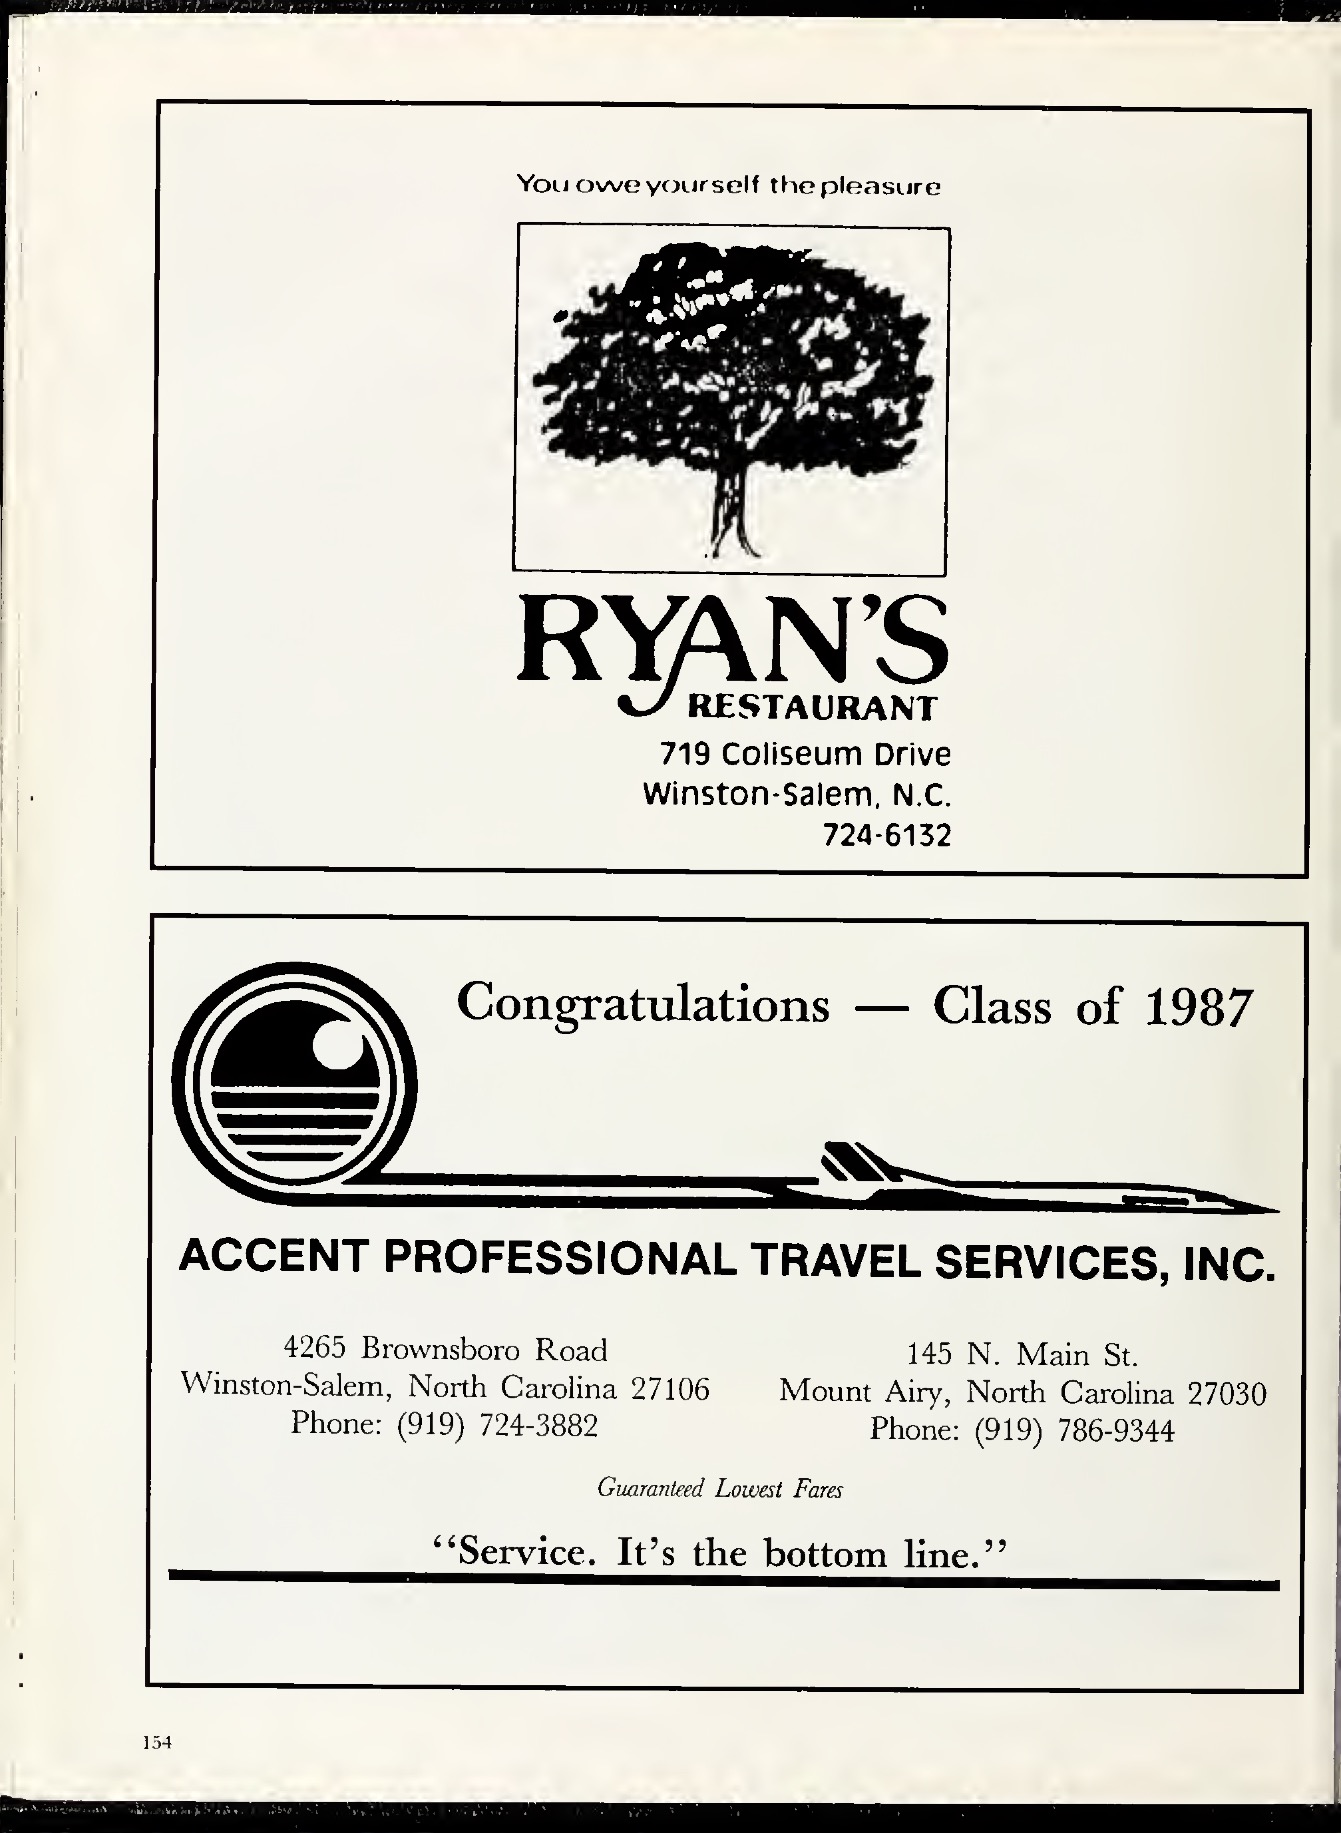 You owe yourself the pleasure
RYAN'S
RESTAURANT
719 Coliseum Drive
Winston-Salem, N.C.
724-6132
Congratulations — Class of 1987
ACCENT PROFESSIONAL TRAVEL SERVICES, INC.
4265 Brownsboro Road
Winston-Salem, North Carolina 27106
Phone: (919) 724-3882
145 N. Main St.
Mount Airy, North Carolina 27030
Phone: (919) 786-9344
Guaranteed Lowest Fares
“Service. It's the bottom line.”
154